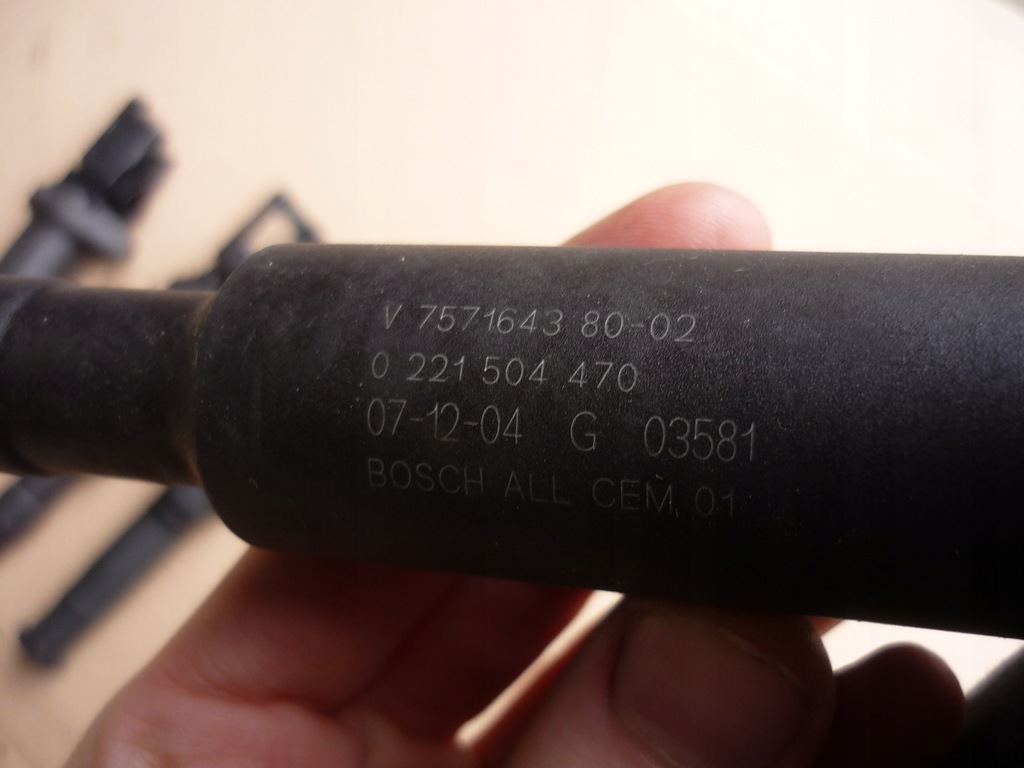 V 7571643 80-02
0 221 504 470
07-12-04 G 03581
BOSCH ALL CEM, 01